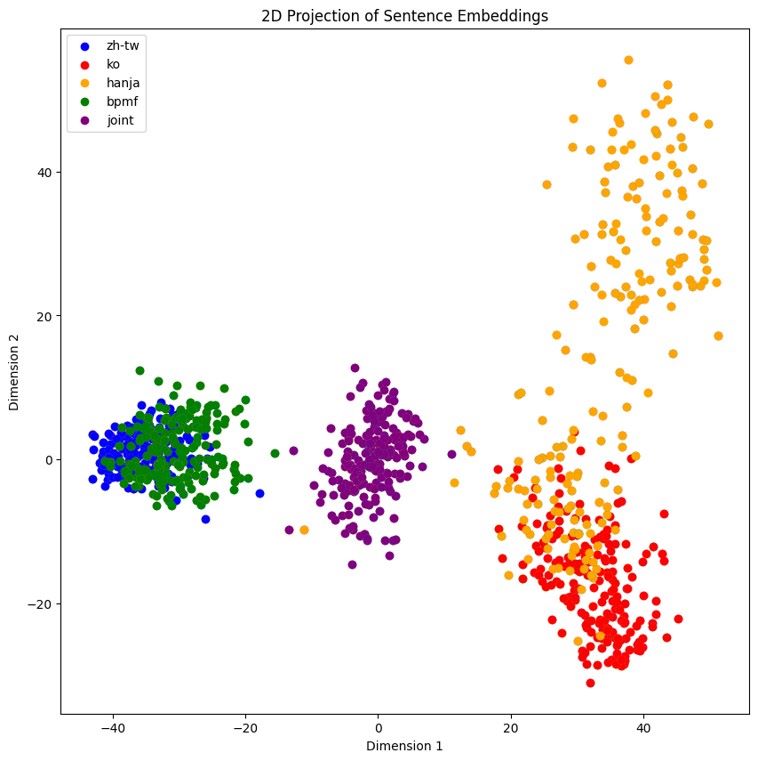 2D Projection of Sentence Embeddings
zh-tw
ko
hanja
bpmf
joint
Dimension 2
40
20
0
−20
−40
−20
0
20
40
Dimension 1